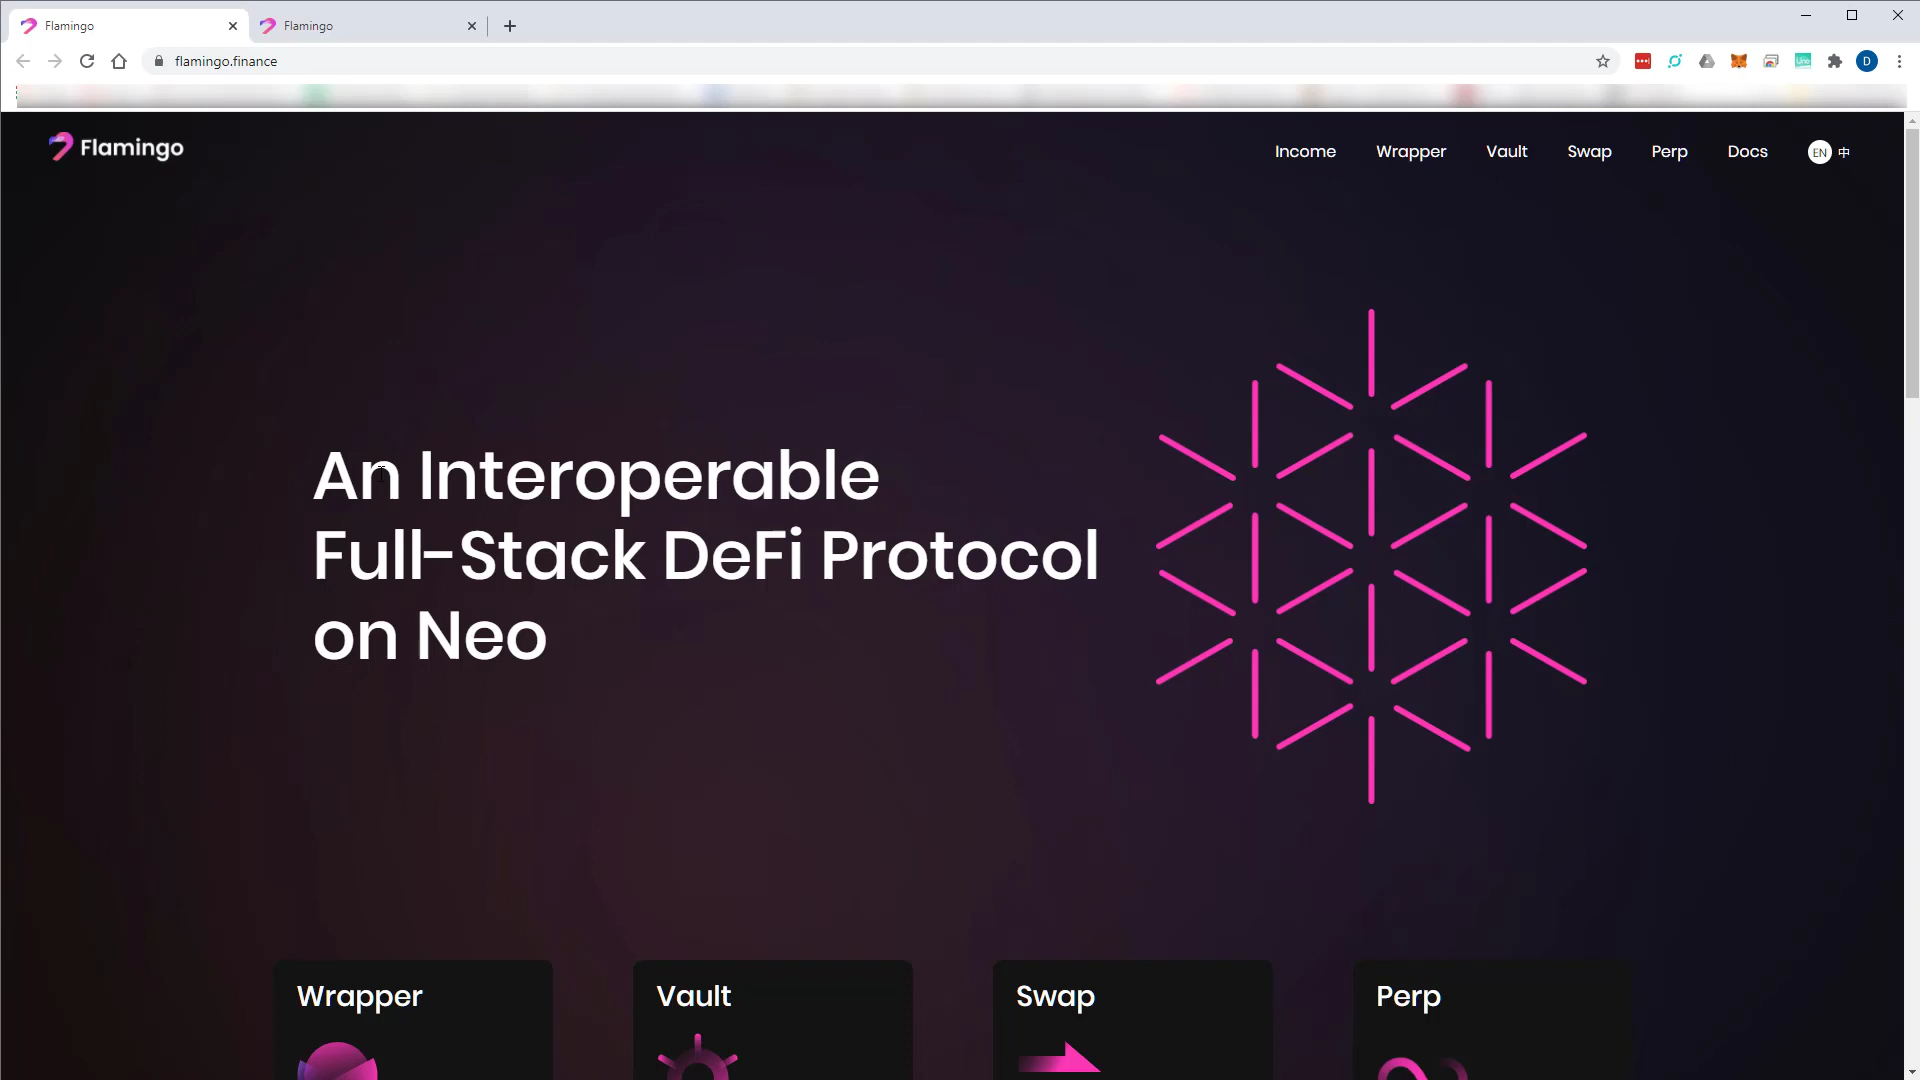 Flamingo
Flamingo
flamingo.finance
D
Flamingo
Income Wrapper Vault Swap Perp Docs EN 中
An Interoperable
Full-Stack DeFi Protocol
on Neo
Wrapper
Vault
Swap
Perp